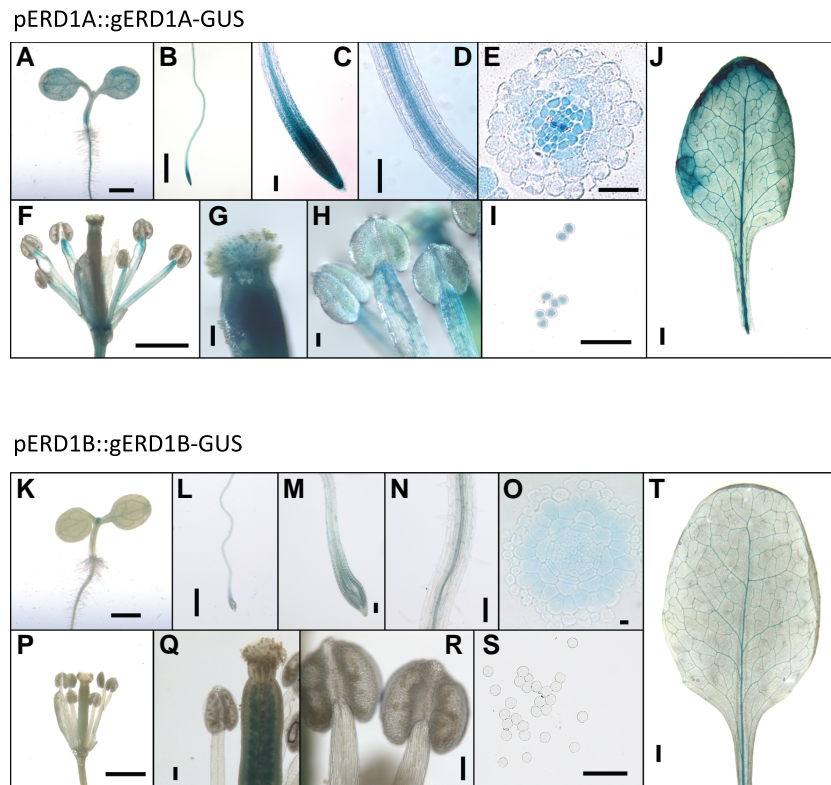 pERD1A::gERD1A-GUS
A B C D E J
F G H I
pERD1B::gERD1B-GUS
K L M N O T
P Q R S